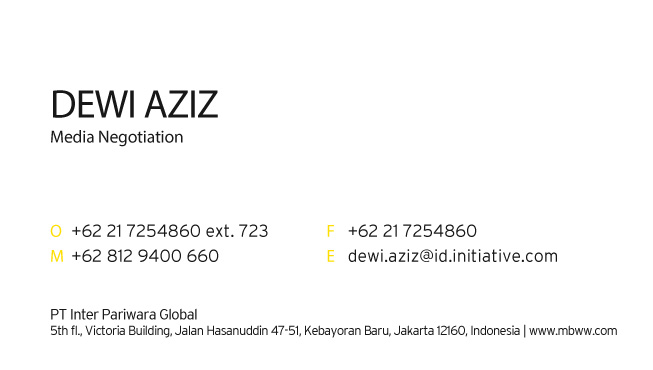 DEWI AZIZ
Media Negotiation
O +62 21 7254860 ext. 723
F +62 21 7254860
M +62 812 9400 660
E dewi.aziz@id.initiative.com
PT Inter Pariwara Global
5th fl., Victoria Building, Jalan Hasanuddin 47-51, Kebayoran Baru, Jakarta 12160, Indonesia | www.mbww.com